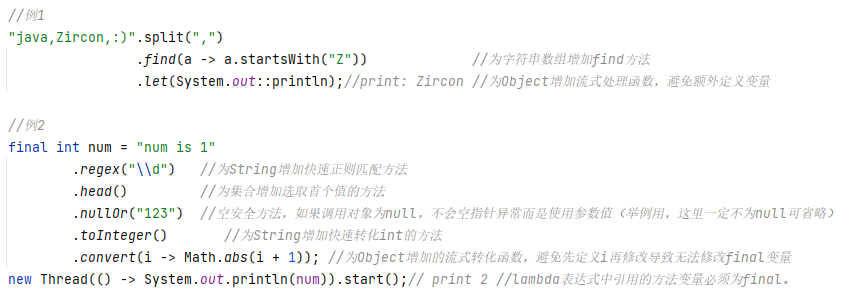 //例1
"java,Zircon,:)".split(",")
.find(a -> a.startsWith("Z")) //为字符串数组增加find方法
.let(System.out::println);//print: Zircon //为Object增加流式处理函数，避免额外定义变量
//例2
final int num = "num is 1"
.regex("\\d") //为String增加快速正则匹配方法
.head() //为集合增加选取首个值的方法
.nullOr("123") //空安全方法，如果调用对象为null，不会空指针异常而是使用参数值（举例用，这里一定不为null可省略）
.toInteger() //为String增加快速转化int的方法
.convert(i -> Math.abs(i + 1)); //为Object增加的流式转化函数，避免先定义i再修改导致无法修改final变量
new Thread(() -> System.out.println(num)).start();// print 2 //lambda表达式中引用的方法变量必须为final。